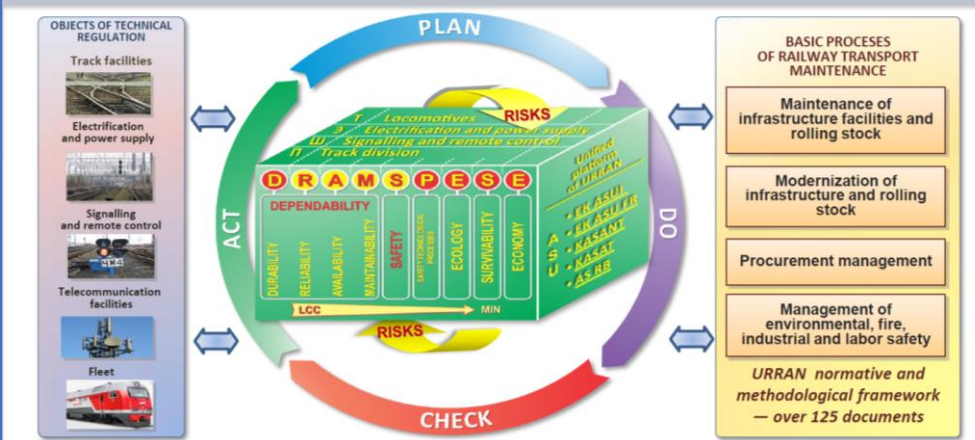 OBJECTS OF TECHNICAL
REGULATION
Track facilities
Electrification
and power supply
Signalling
and remote control
ЧМ4
Telecommunication
facilities
Fleet
PLAN
DO
CHECK
ACT
RISKS
Т Locomotives
Э Electrification and power supply
Ш Signalling and remote control
П Track division
D R A M S P E S E
DEPENDABILITY
DURABILITY
RELIABILITY
AVAILABILITY
MAINTAINABILITY
SAFETY
SAFETY TECHNOLOGICAL
PROCESSES
ECOLOGY
SURVIVABILITY
ECONOMY
LCC
MIN
RISKS
Unified
platform
of URRAN
A
S
U
• EK ASUI
• EK ASU FR
• KASANT
• KASAT
• AS RB
BASIC PROCESES
OF RAILWAY TRANSPORT
MAINTENANCE
Maintenance of
infrastructure facilities and
rolling stock
Modernization of
infrastructure and rolling
stock
Procurement management
Management of
environmental, fire,
industrial and labor safety
URRAN normative and
methodological framework
— over 125 documents